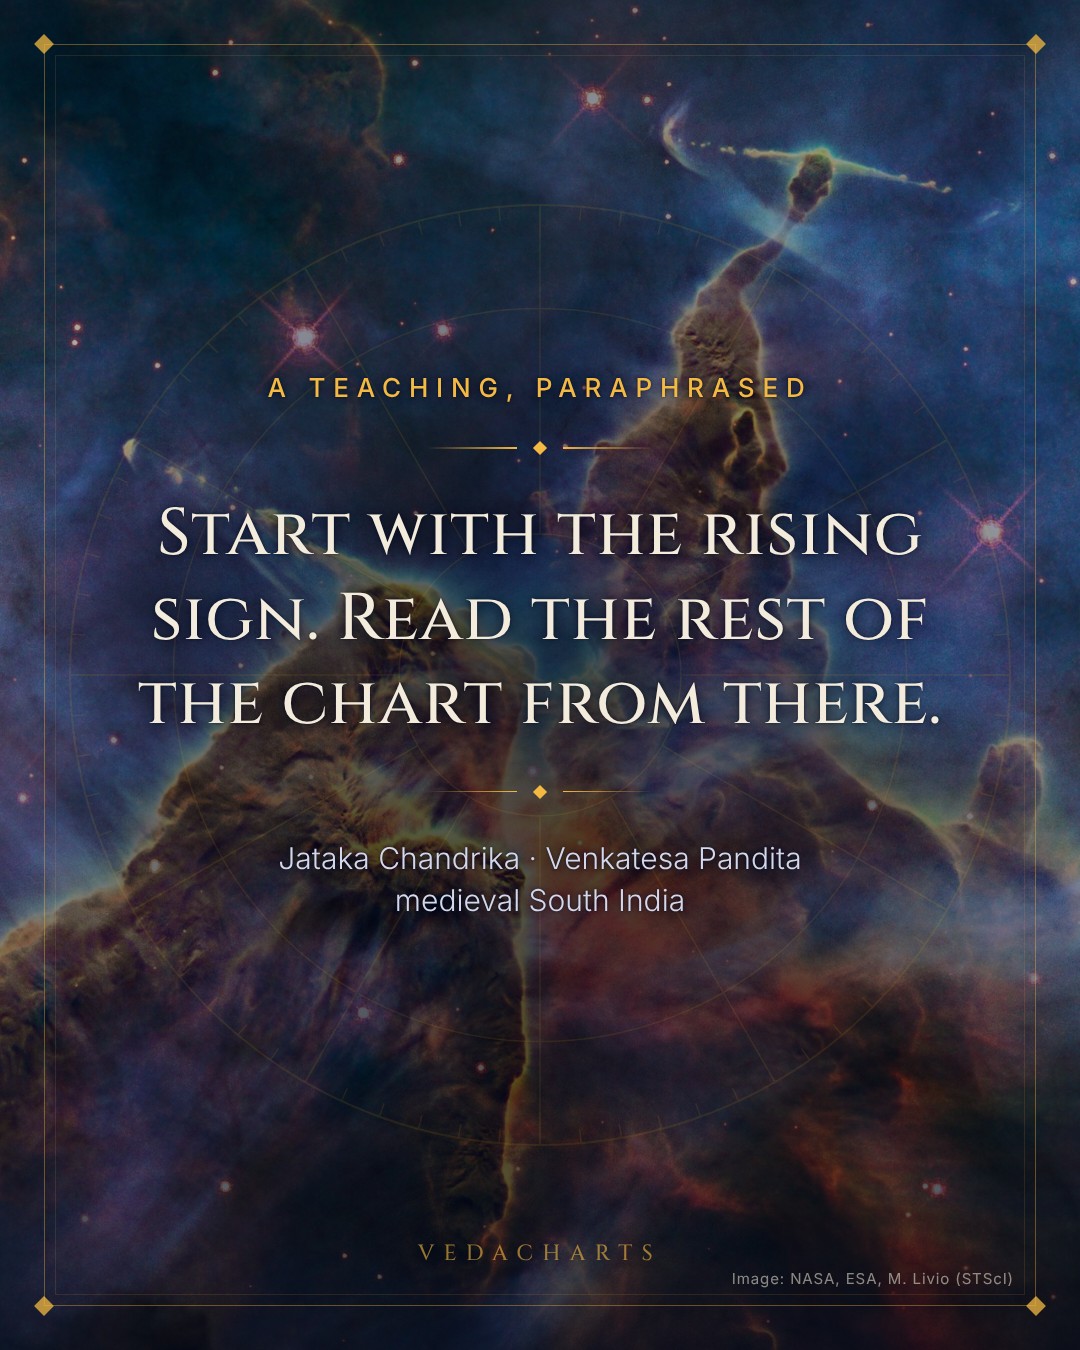 A TEACHING, PARAPHRASED
Start with the rising
sign. Read the rest of
the chart from there.
Jataka Chandrika · Venkatesa Pandita
medieval South India
VEDACHARTS
Image: NASA, ESA, M. Livio (STScI)